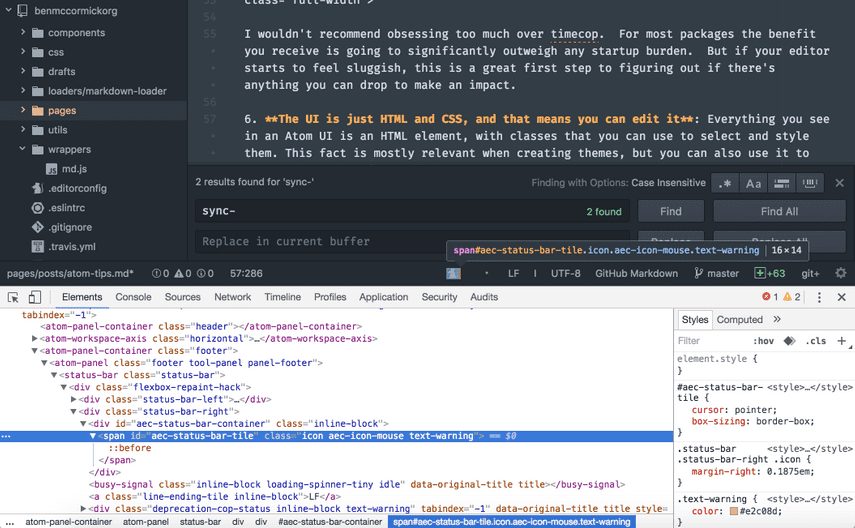 benmccormickorg
components
css
drafts
loaders/markdown-loader
pages
utils
wrappers
md.js
.editorconfig
.eslintrc
.gitignore
.travis.yml
54
55 I wouldn't recommend obsessing too much over timecop.  For most packages the benefit
you receive is going to significantly outweigh any startup burden.  But if your editor
starts to feel sluggish, this is a great first step to figuring out if there's
anything you can drop to make an impact.
56
57 6. **The UI is just HTML and CSS, and that means you can edit it**: Everything you see
in an Atom UI is an HTML element, with classes that you can use to select and style
them. This fact is mostly relevant when creating themes, but you can also use it to
2 results found for 'sync-' Finding with Options: Case Insensitive .* Aa
sync- 2 found Find Find All
Replace in current buffer
span#aec-status-bar-tile.icon.aec-icon-mouse.text-warning 16×14
pages/posts/atom-tips.md* 0 0 0 57:286 LF I UTF-8 GitHub Markdown master +63 git+
Elements Console Sources Network Timeline Profiles Application Security Audits 1 2
tabindex="-1">
<atom-panel-container class="header"></atom-panel-container>
<atom-workspace-axis class="horizontal">…</atom-workspace-axis>
<atom-panel-container class="footer">
<atom-panel class="footer tool-panel panel-footer">
<status-bar class="status-bar">
<div class="flexbox-repaint-hack">
<div class="status-bar-left">…</div>
<div class="status-bar-right">
<div id="aec-status-bar-container" class="inline-block">
<span id="aec-status-bar-tile" class="icon aec-icon-mouse text-warning"> == $0
::before
</span>
</div>
<busy-signal class="inline-block loading-spinner-tiny idle" data-original-title title></busy-signal>
<a class="line-ending-tile inline-block">LF</a>
<div class="deprecation-cop-status inline-block text-warning" tabindex="-1" data-original-title title style=
... atom-panel-container atom-panel status-bar div div #aec-status-bar-container span#aec-status-bar-tile.icon.aec-icon-mouse.text-warning
Styles Computed »
Filter :hov .cls +
element.style {
}
#aec-status-bar- <style>…</style>
tile {
cursor: pointer;
box-sizing: border-box;
}
.status-bar <style>…</style>
.status-bar-right .icon {
margin-right: 0.1875em;
}
.text-warning { <style>…</style>
color: #e2c08d;